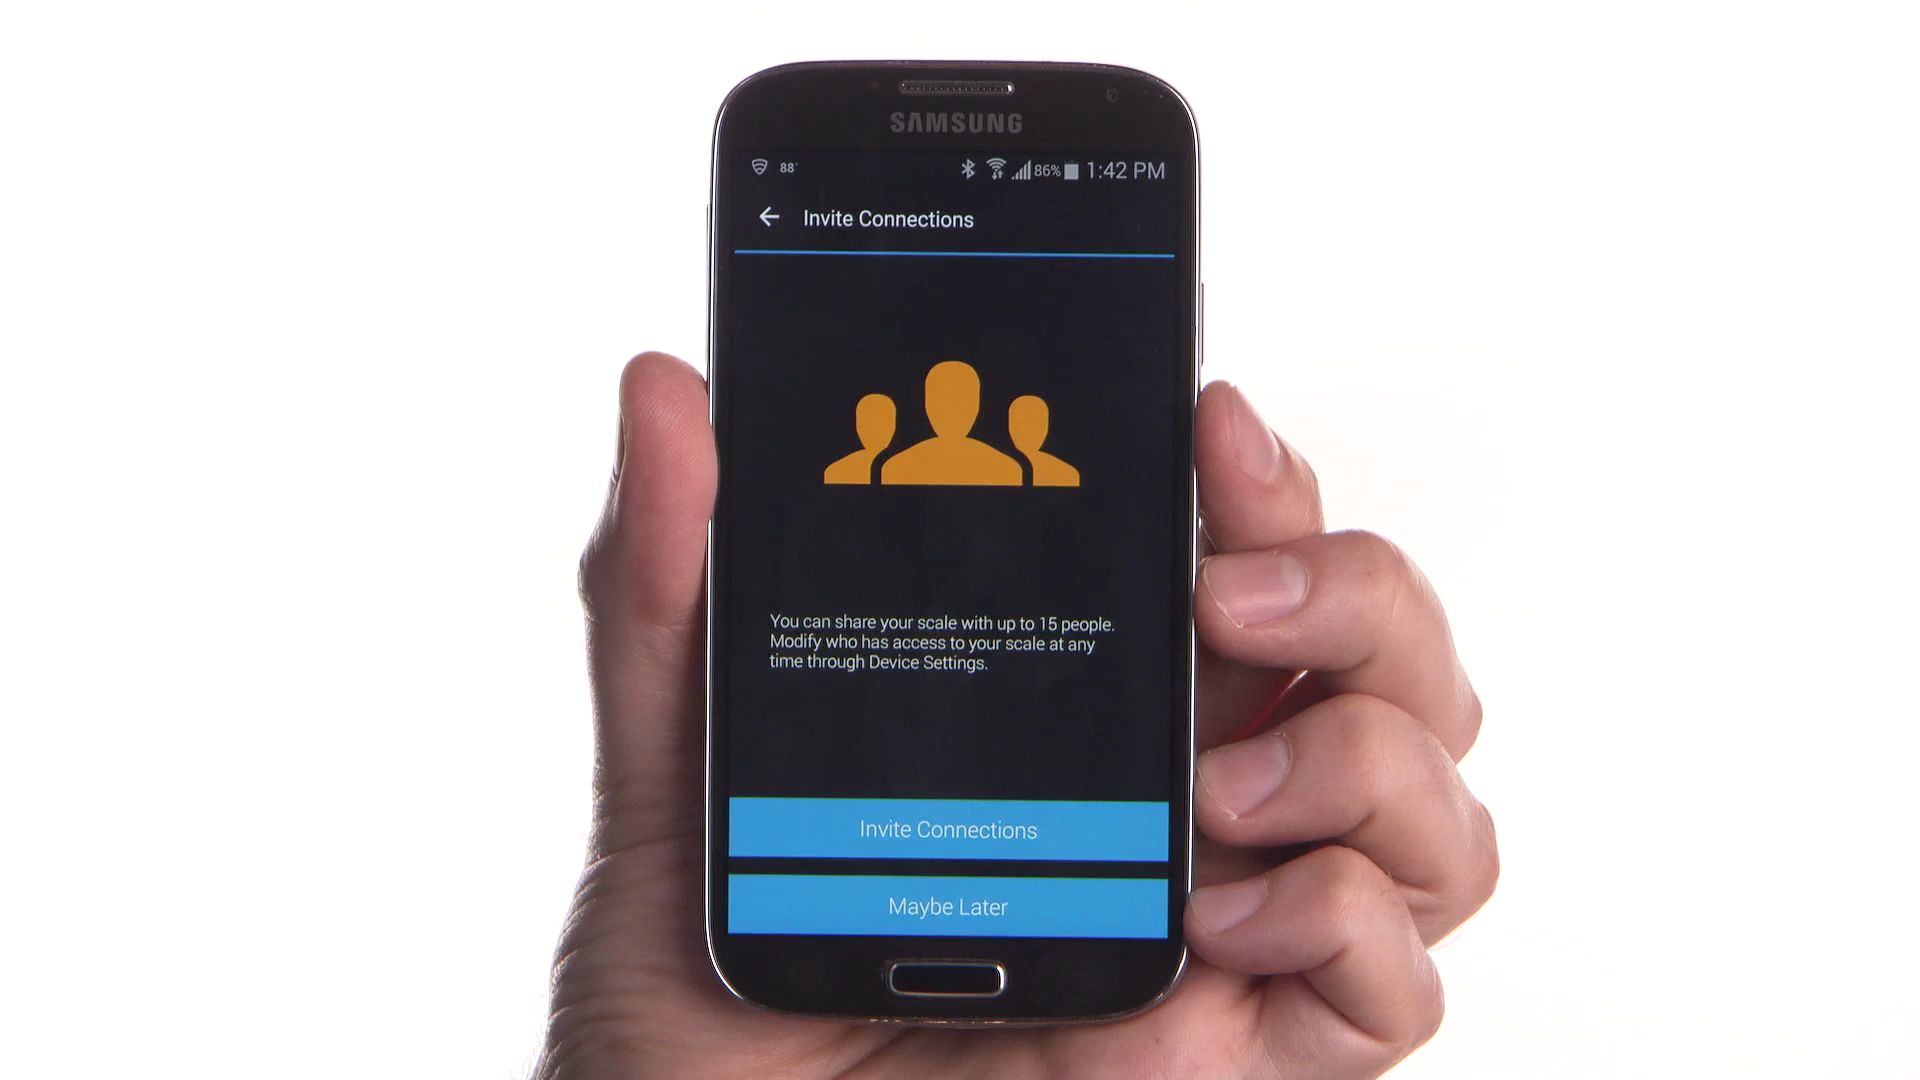 SAMSUNG
88° 86% 1:42 PM
Invite Connections
You can share your scale with up to 15 people.
Modify who has access to your scale at any
time through Device Settings.
Invite Connections
Maybe Later